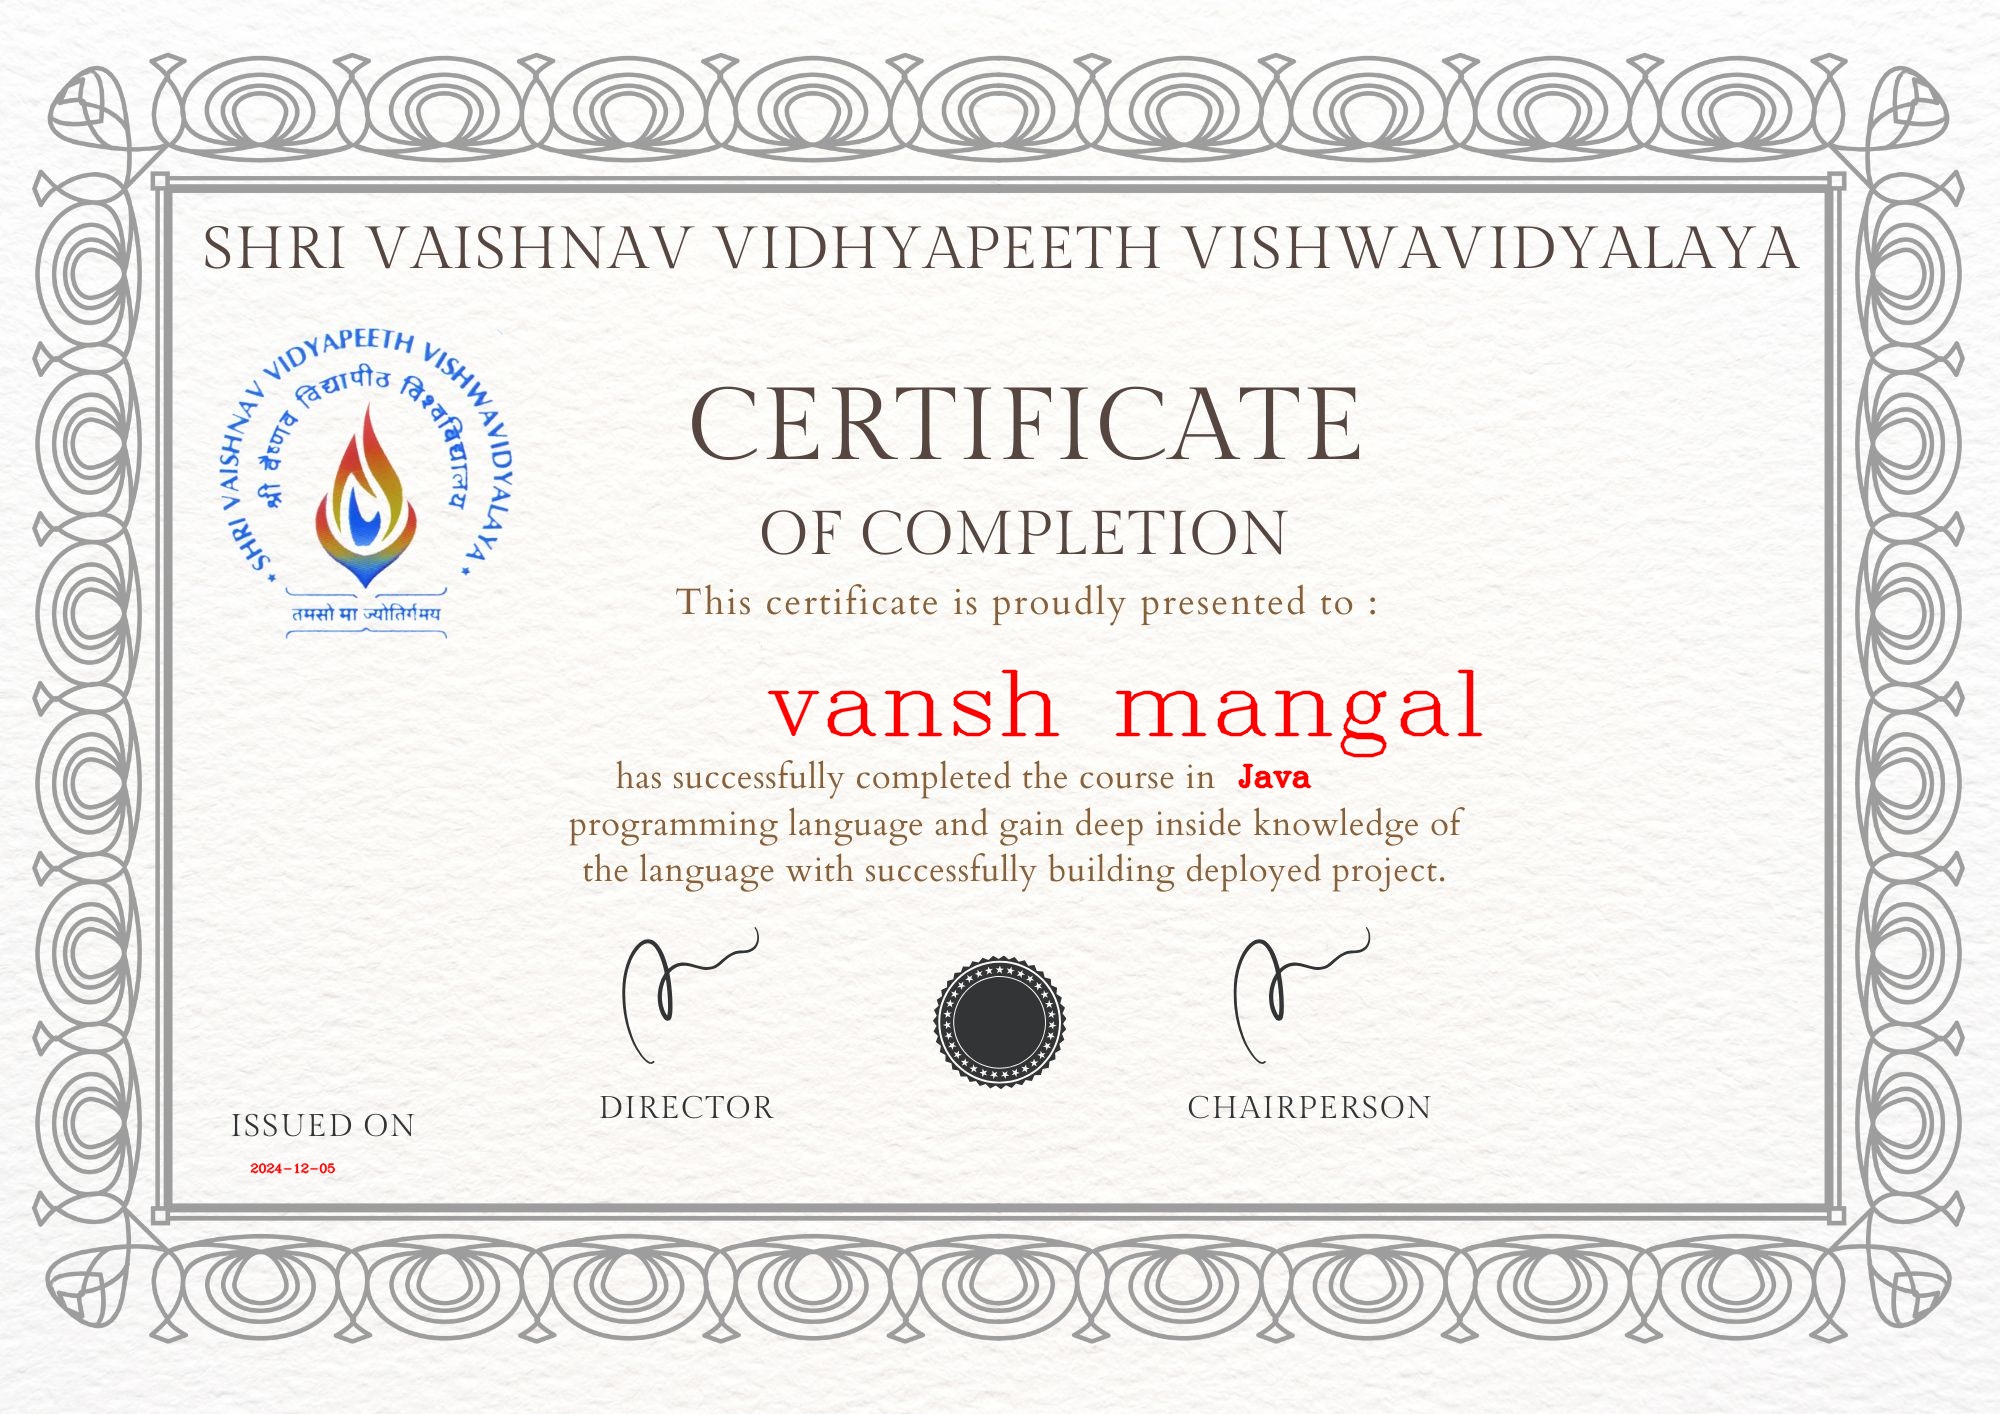 SHRI VAISHNAV VIDHYAPEETH VISHWAVIDYALAYA
SHRI VAISHNAV VIDYAPEETH VISHWAVIDYALAYA
श्री वैष्णव विद्यापीठ विश्वविद्यालय
तमसो मा ज्योतिर्गमय
CERTIFICATE
OF COMPLETION
This certificate is proudly presented to :
vansh mangal
has successfully completed the course in Java
programming language and gain deep inside knowledge of
the language with successfully building deployed project.
DIRECTOR
CHAIRPERSON
ISSUED ON
2024-12-05